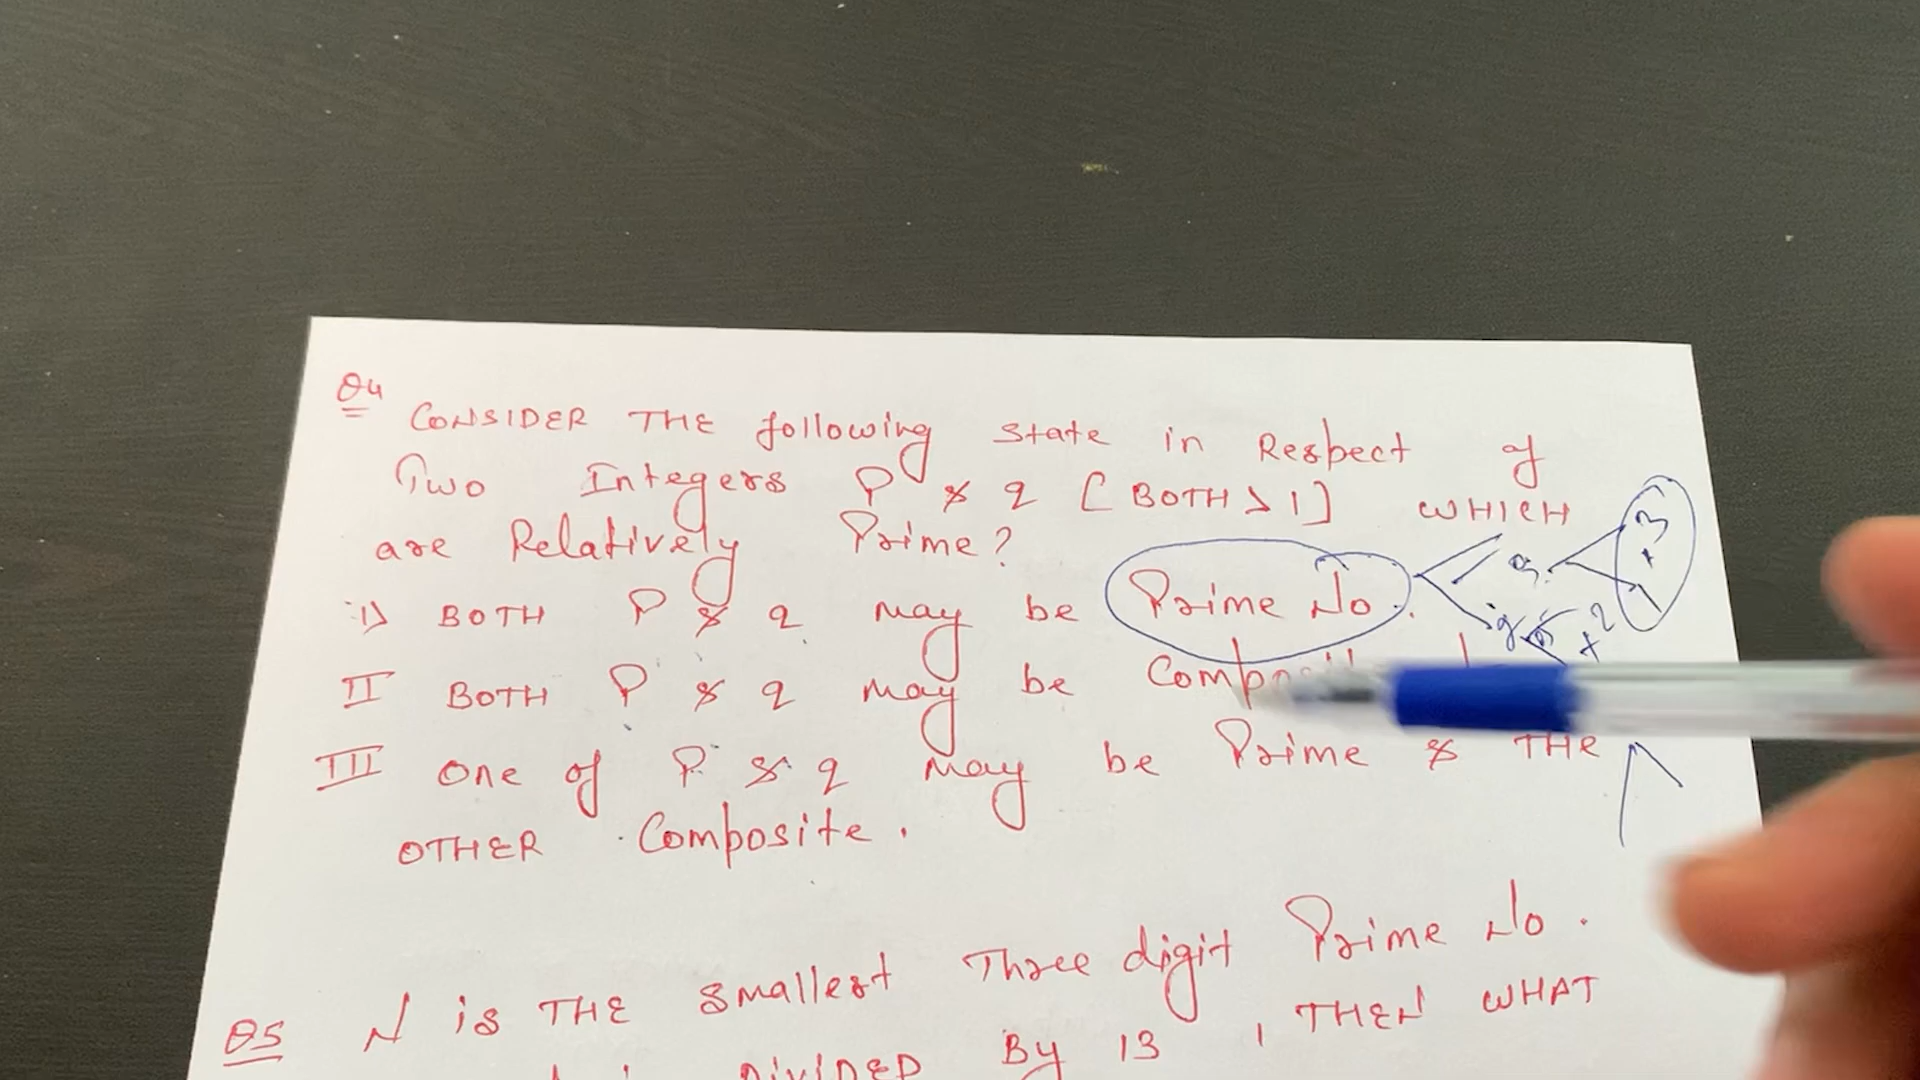 Q4
CONSIDER THE following state in Respect of
Two Integers P & q [BOTH > 1] WHICH
are Relatively Prime?
i) BOTH P & q may be Prime No.
II BOTH P & q may be
III One of P & q may be Prime & THE
OTHER Composite.
Q5 N is THE smallest Three digit Prime No.
DIVIDED By 13, THEN WHAT